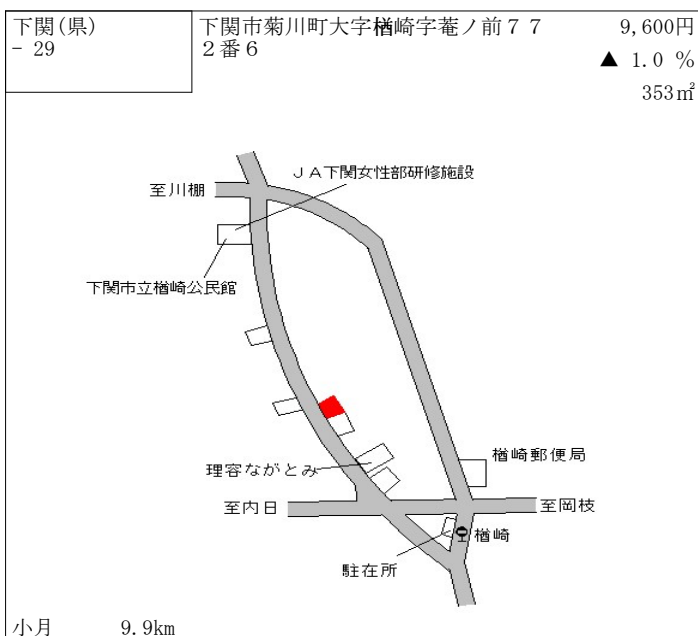 下関(県)
- 29
下関市菊川町大字楢崎字菴ノ前７７
２番６
9,600円
▲ 1.0 %
353㎡
ＪＡ下関女性部研修施設
至川棚
下関市立楢崎公民館
楢崎郵便局
理容ながとみ
至内日
至岡枝
楢崎
駐在所
小月 9.9km